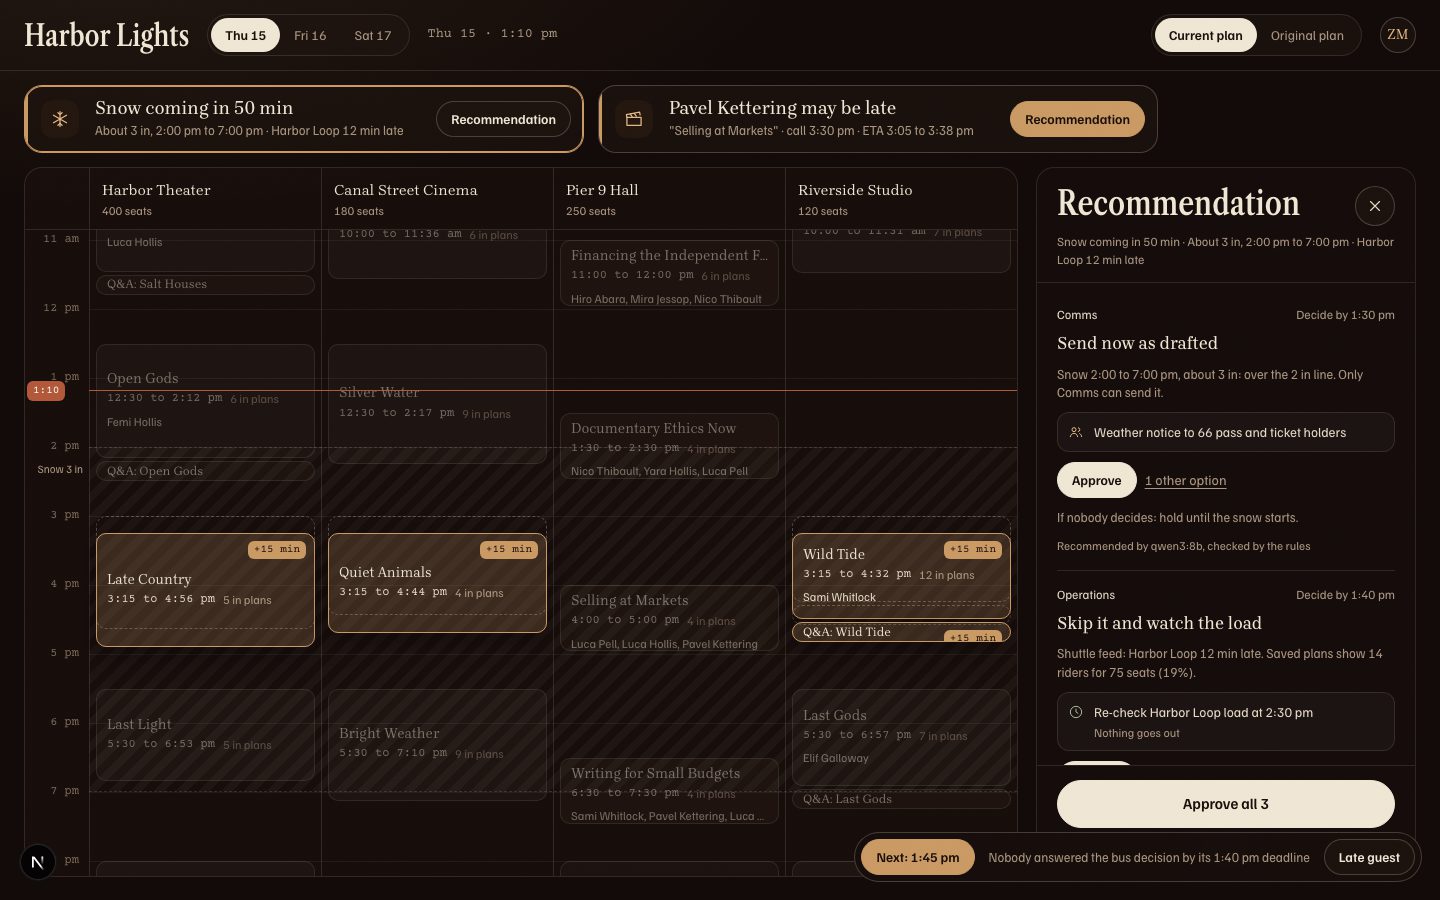 Harbor Lights
Thu 15
Fri 16
Sat 17
Thu 15 · 1:10 pm
Current plan
Original plan
ZM
Snow coming in 50 min
About 3 in, 2:00 pm to 7:00 pm · Harbor Loop 12 min late
Recommendation
Pavel Kettering may be late
"Selling at Markets" · call 3:30 pm · ETA 3:05 to 3:38 pm
Recommendation
Harbor Theater
400 seats
Canal Street Cinema
180 seats
Pier 9 Hall
250 seats
Riverside Studio
120 seats
11 am
12 pm
1 pm
1:10
2 pm
Snow 3 in
3 pm
4 pm
5 pm
6 pm
7 pm
pm
Luca Hollis
Q&A: Salt Houses
Open Gods
12:30 to 2:12 pm 6 in plans
Femi Hollis
Q&A: Open Gods
+15 min
Late Country
3:15 to 4:56 pm 5 in plans
Last Light
5:30 to 6:53 pm 5 in plans
10:00 to 11:36 am 6 in plans
Silver Water
12:30 to 2:17 pm 9 in plans
+15 min
Quiet Animals
3:15 to 4:44 pm 4 in plans
Bright Weather
5:30 to 7:10 pm 9 in plans
Financing the Independent F...
11:00 to 12:00 pm 6 in plans
Hiro Abara, Mira Jessop, Nico Thibault
Documentary Ethics Now
1:30 to 2:30 pm 4 in plans
Nico Thibault, Yara Hollis, Luca Pell
Selling at Markets
4:00 to 5:00 pm 4 in plans
Luca Pell, Luca Hollis, Pavel Kettering
Writing for Small Budgets
6:30 to 7:30 pm 4 in plans
Sami Whitlock, Pavel Kettering, Luca ...
10:00 to 11:31 am 7 in plans
Wild Tide
+15 min
3:15 to 4:32 pm 12 in plans
Sami Whitlock
Q&A: Wild Tide
+15 min
Last Gods
5:30 to 6:57 pm 7 in plans
Elif Galloway
Q&A: Last Gods
Recommendation
Snow coming in 50 min · About 3 in, 2:00 pm to 7:00 pm · Harbor
Loop 12 min late
Comms
Decide by 1:30 pm
Send now as drafted
Snow 2:00 to 7:00 pm, about 3 in: over the 2 in line. Only
Comms can send it.
Weather notice to 66 pass and ticket holders
Approve
1 other option
If nobody decides: hold until the snow starts.
Recommended by qwen3:8b, checked by the rules
Operations
Decide by 1:40 pm
Skip it and watch the load
Shuttle feed: Harbor Loop 12 min late. Saved plans show 14
riders for 75 seats (19%).
Re-check Harbor Loop load at 2:30 pm
Nothing goes out
Approve all 3
Next: 1:45 pm
Nobody answered the bus decision by its 1:40 pm deadline
Late guest
N